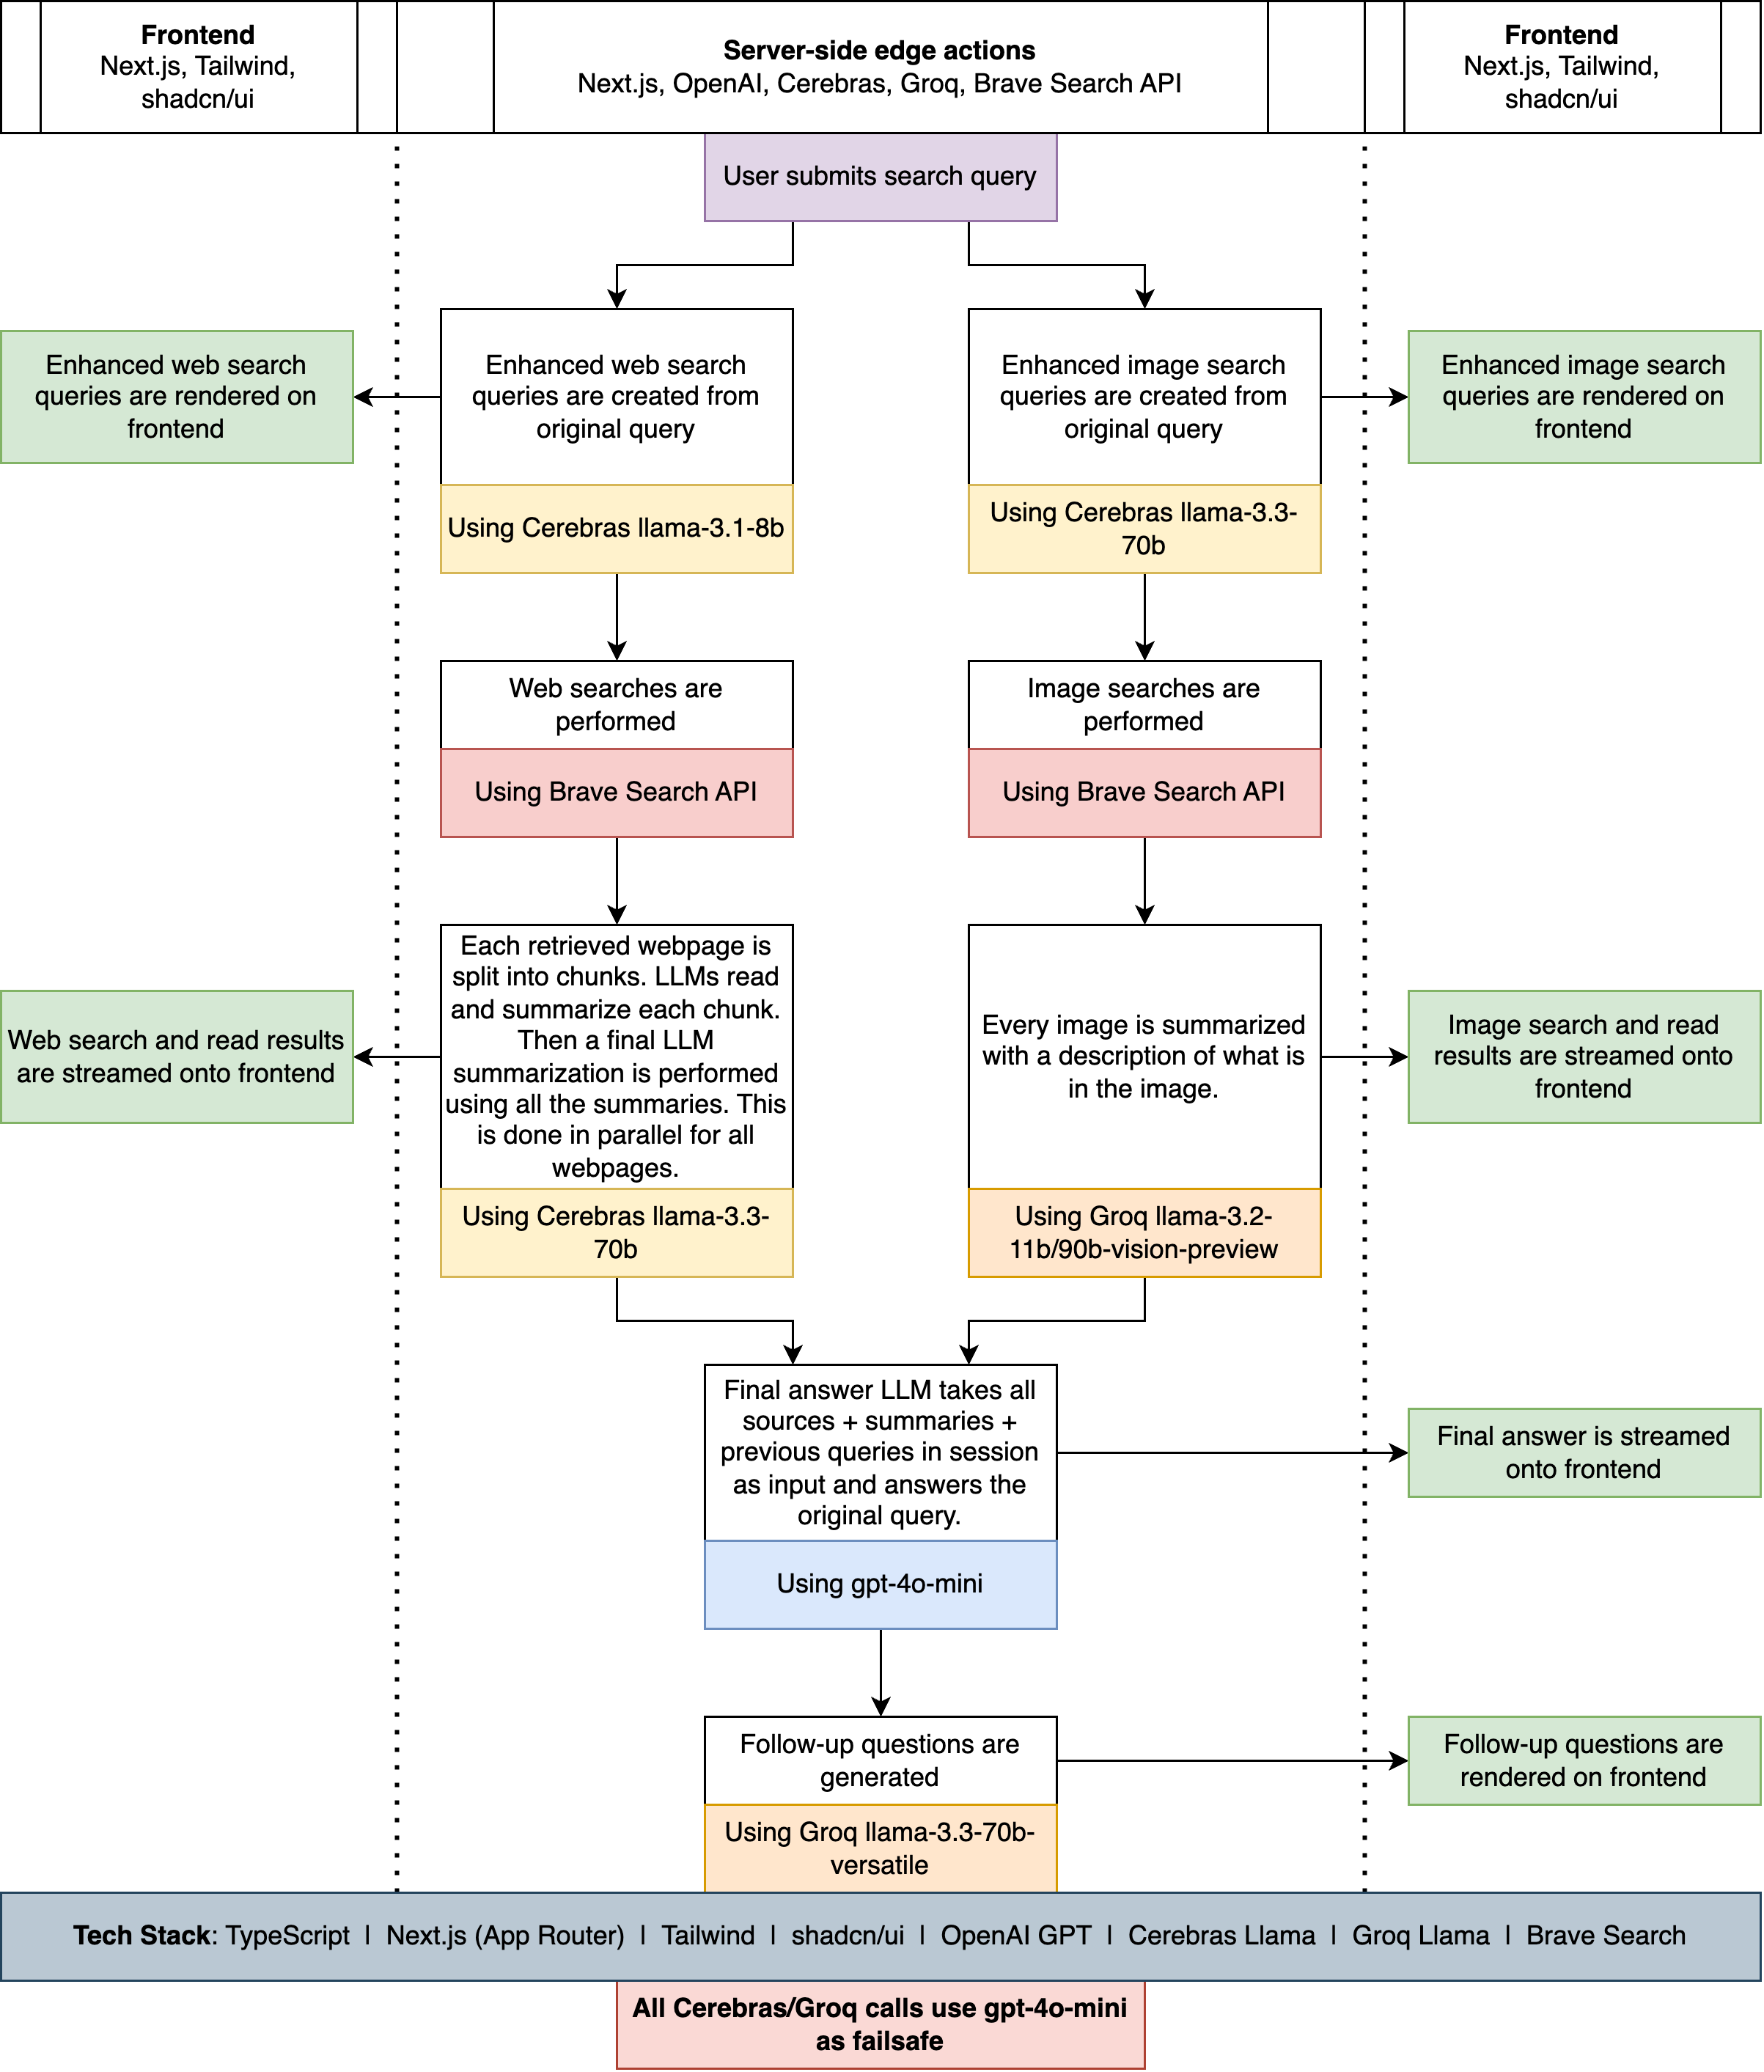 Frontend
Next.js, Tailwind,
shadcn/ui
Server-side edge actions
Next.js, OpenAI, Cerebras, Groq, Brave Search API
Frontend
Next.js, Tailwind,
shadcn/ui
User submits search query
Enhanced web search
queries are rendered on
frontend
Enhanced web search
queries are created from
original query
Using Cerebras llama-3.1-8b
Enhanced image search
queries are created from
original query
Using Cerebras llama-3.3-
70b
Enhanced image search
queries are rendered on
frontend
Web searches are
performed
Using Brave Search API
Image searches are
performed
Using Brave Search API
Web search and read results
are streamed onto frontend
Each retrieved webpage is
split into chunks. LLMs read
and summarize each chunk.
Then a final LLM
summarization is performed
using all the summaries. This
is done in parallel for all
webpages.
Using Cerebras llama-3.3-
70b
Every image is summarized
with a description of what is
in the image.
Using Groq llama-3.2-
11b/90b-vision-preview
Image search and read
results are streamed onto
frontend
Final answer LLM takes all
sources + summaries +
previous queries in session
as input and answers the
original query.
Using gpt-4o-mini
Final answer is streamed
onto frontend
Follow-up questions are
generated
Using Groq llama-3.3-70b-
versatile
Follow-up questions are
rendered on frontend
Tech Stack: TypeScript | Next.js (App Router) | Tailwind | shadcn/ui | OpenAI GPT | Cerebras Llama | Groq Llama | Brave Search
All Cerebras/Groq calls use gpt-4o-mini
as failsafe